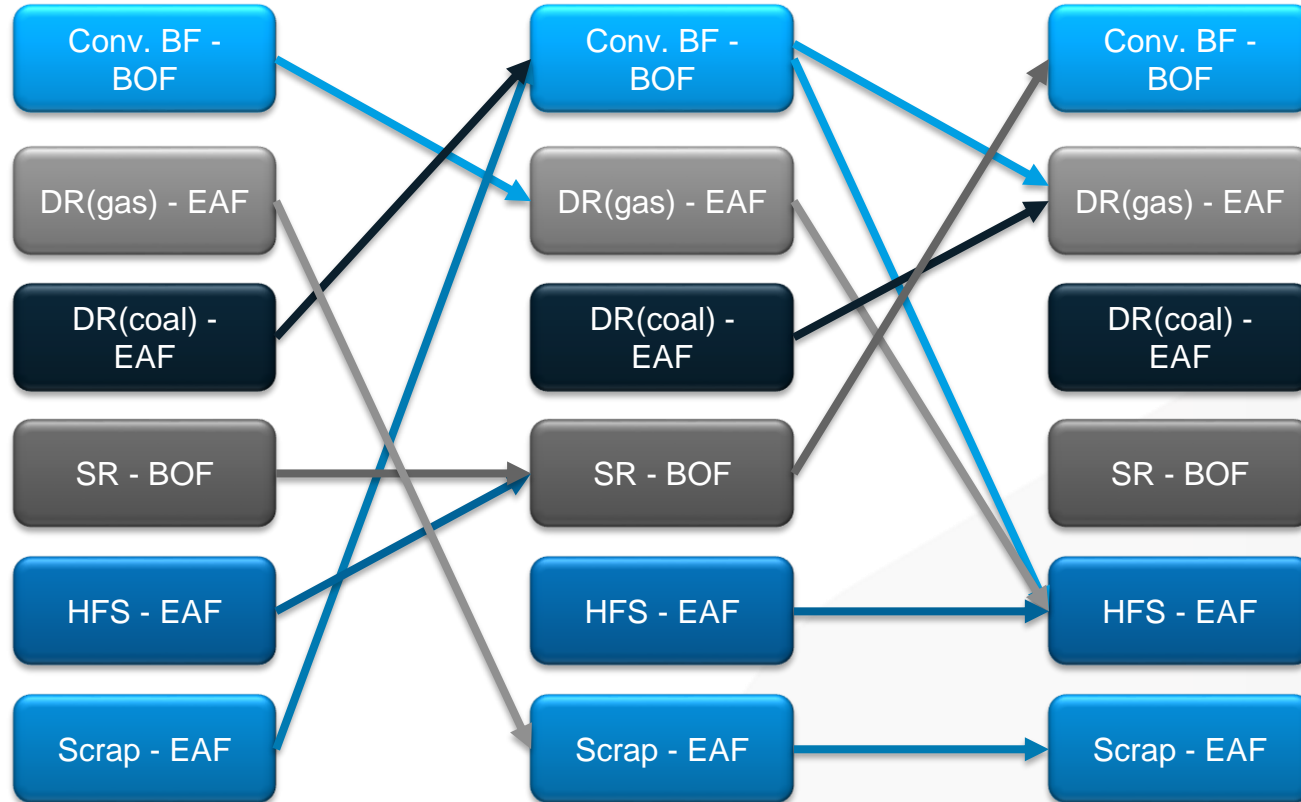 Conv. BF -
BOF
Conv. BF -
BOF
Conv. BF -
BOF
DR(gas) - EAF
DR(gas) - EAF
DR(gas) - EAF
DR(coal) -
EAF
DR(coal) -
EAF
DR(coal) -
EAF
SR - BOF
SR - BOF
SR - BOF
HFS - EAF
HFS - EAF
HFS - EAF
Scrap - EAF
Scrap - EAF
Scrap - EAF